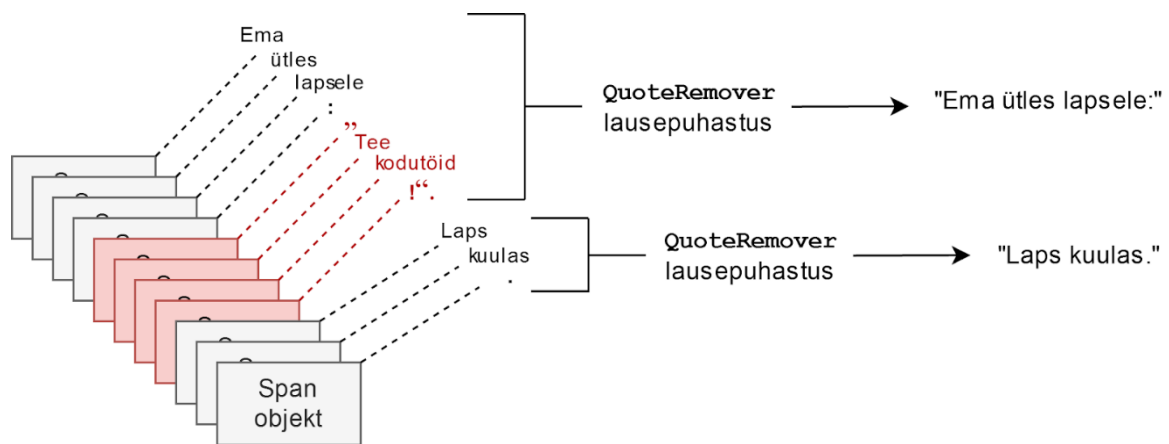 Ema
ütles
lapsele
:
”
Tee
kodutöid
!“.
QuoteRemover
lausepuhastus
"Ema ütles lapsele:"
Laps
kuulas
.
QuoteRemover
lausepuhastus
"Laps kuulas."
Span
objekt